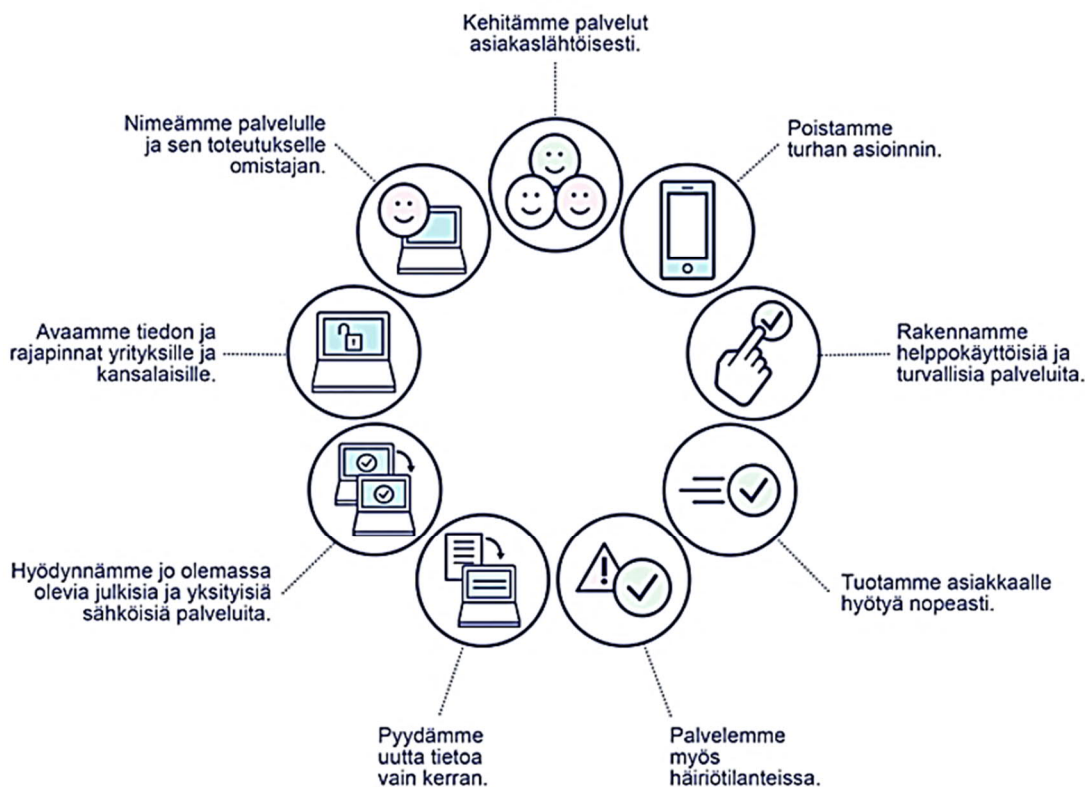 Kehitämme palvelut
asiakaslähtöisesti.
Poistamme
turhan asioinnin.
Rakennamme
helppokäyttöisiä ja
turvallisia palveluita.
Tuotamme asiakkaalle
hyötyä nopeasti.
Palvelemme
myös
häiriötilanteissa.
Pyydämme
uutta tietoa
vain kerran.
Hyödynnämme jo olemassa
olevia julkisia ja yksityisiä
sähköisiä palveluita.
Avaamme tiedon ja
rajapinnat yrityksille ja
kansalaisille.
Nimeämme palvelulle
ja sen toteutukselle
omistajan.